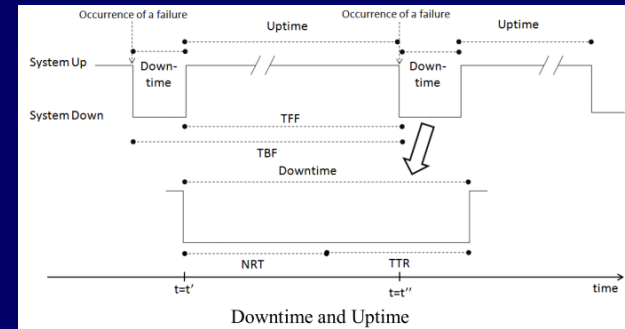 Occurrence of a failure
Occurrence of a failure
Uptime
Uptime
System Up
Down-
time
Down-
time
System Down
TFF
TBF
Downtime
NRT
TTR
t=t'
t=t''
time
Downtime and Uptime